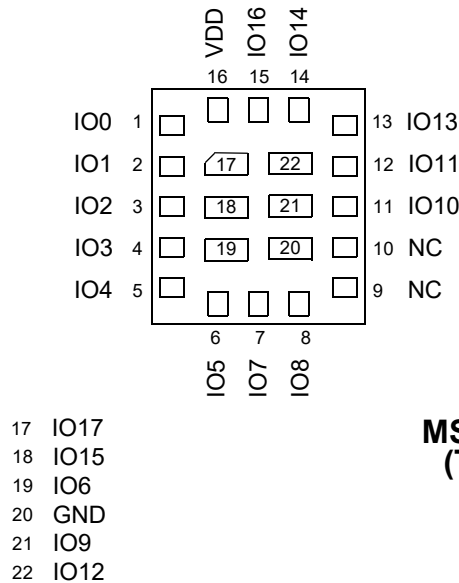 VDD IO16 IO14
16 15 14
IO0 1 13 IO13
IO1 2 17 22 12 IO11
IO2 3 18 21 11 IO10
IO3 4 19 20 10 NC
IO4 5 9 NC
6 7 8
IO5 IO7 IO8
17 IO17
18 IO15
19 IO6
20 GND
21 IO9
22 IO12
MS
(T